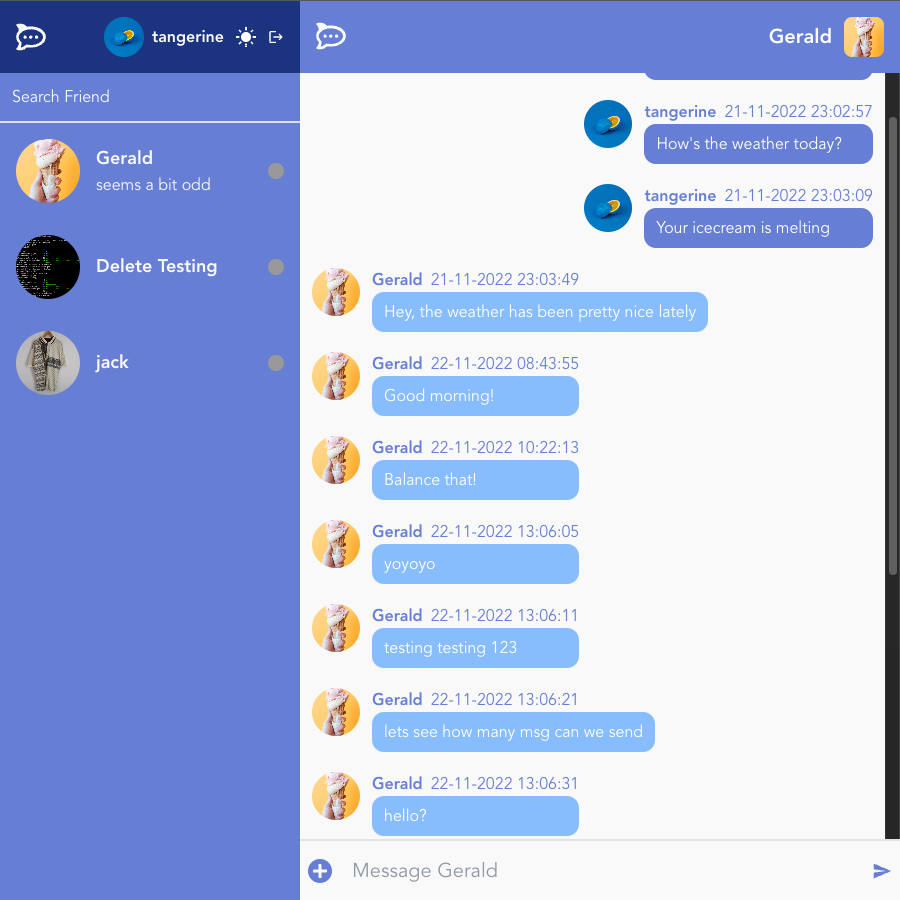 tangerine
Gerald
Search Friend
Gerald
seems a bit odd
Delete Testing
jack
tangerine 21-11-2022 23:02:57
How's the weather today?
tangerine 21-11-2022 23:03:09
Your icecream is melting
Gerald 21-11-2022 23:03:49
Hey, the weather has been pretty nice lately
Gerald 22-11-2022 08:43:55
Good morning!
Gerald 22-11-2022 10:22:13
Balance that!
Gerald 22-11-2022 13:06:05
yoyoyo
Gerald 22-11-2022 13:06:11
testing testing 123
Gerald 22-11-2022 13:06:21
lets see how many msg can we send
Gerald 22-11-2022 13:06:31
hello?
Message Gerald